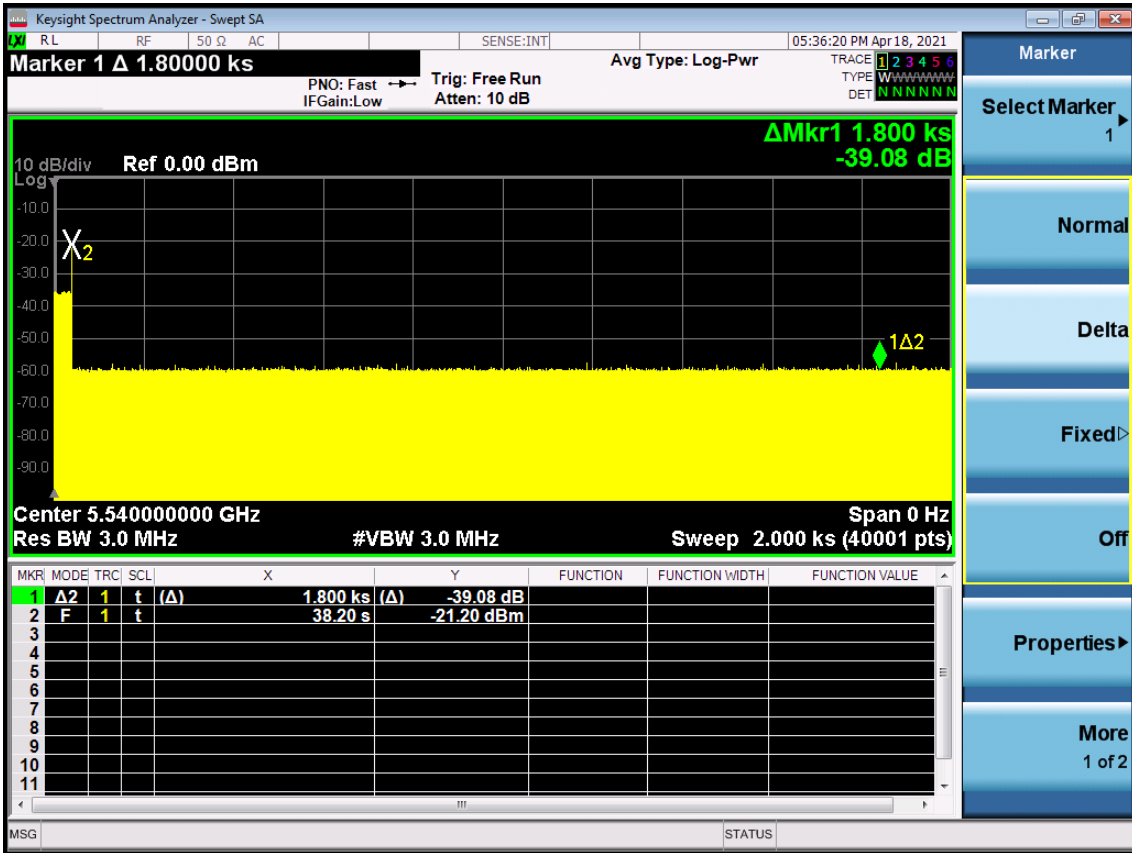 Keysight Spectrum Analyzer - Swept SA
LXI RL RF 50 Ω AC SENSE:INT 05:36:20 PM Apr 18, 2021
Marker 1 Δ 1.80000 ks
PNO: Fast
IFGain:Low
Trig: Free Run
Atten: 10 dB
Avg Type: Log-Pwr
TRACE 1 2 3 4 5 6
TYPE WWWWWW
DET N N N N N N
ΔMkr1 1.800 ks
-39.08 dB
10 dB/div Ref 0.00 dBm
Log
-10.0
-20.0
-30.0
-40.0
-50.0
-60.0
-70.0
-80.0
-90.0
2
1Δ2
Center 5.540000000 GHz Span 0 Hz
Res BW 3.0 MHz #VBW 3.0 MHz Sweep 2.000 ks (40001 pts)
MKR MODE TRC SCL X Y FUNCTION FUNCTION WIDTH FUNCTION VALUE
1 Δ2 1 t (Δ) 1.800 ks (Δ) -39.08 dB
2 F 1 t 38.20 s -21.20 dBm
3
4
5
6
7
8
9
10
11
MSG STATUS
Marker
Select Marker
1
Normal
Delta
Fixed
Off
Properties
More
1 of 2